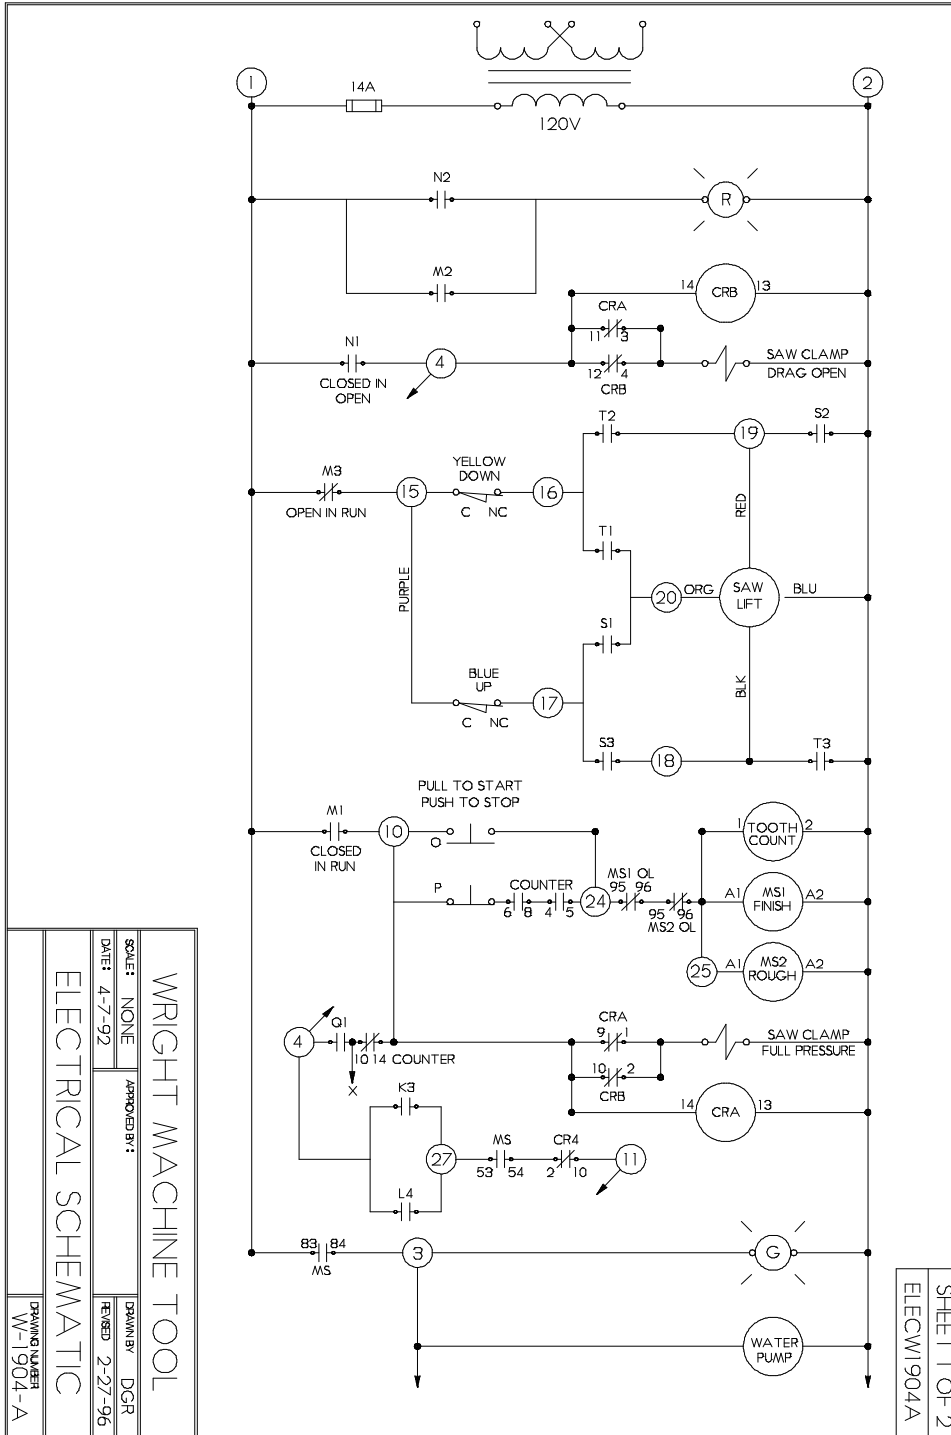 1
2
14A
120V
N2
R
M2
14
CRB
13
CRA
11 3
N1
4
12 4
CRB
SAW CLAMP
DRAG OPEN
CLOSED IN
OPEN
T2
19
S2
M3
15
YELLOW
DOWN
16
C NC
OPEN IN RUN
RED
T1
PURPLE
20
ORG
SAW
LIFT
BLU
S1
BLUE
UP
17
C NC
BLK
S3
18
T3
PULL TO START
PUSH TO STOP
M1
10
O
CLOSED
IN RUN
1
TOOTH
COUNT
2
P
COUNTER
6 8 4 5
24
MS1 OL
95 96
95 96
MS2 OL
A1
MS1
FINISH
A2
25
A1
MS2
ROUGH
A2
4
Q1
10 14 COUNTER
X
CRA
9 1
10 2
CRB
SAW CLAMP
FULL PRESSURE
14
CRA
13
K3
27
MS
53 54
CR4
2 10
11
L4
83 84
MS
3
G
WATER
PUMP
WRIGHT MACHINE TOOL
SCALE: NONE
APPROVED BY:
DRAWN BY DGR
DATE: 4-7-92
REVISED 2-27-96
ELECTRICAL SCHEMATIC
DRAWING NUMBER
W-1904-A
SHEET 1 OF 2
ELECW1904A